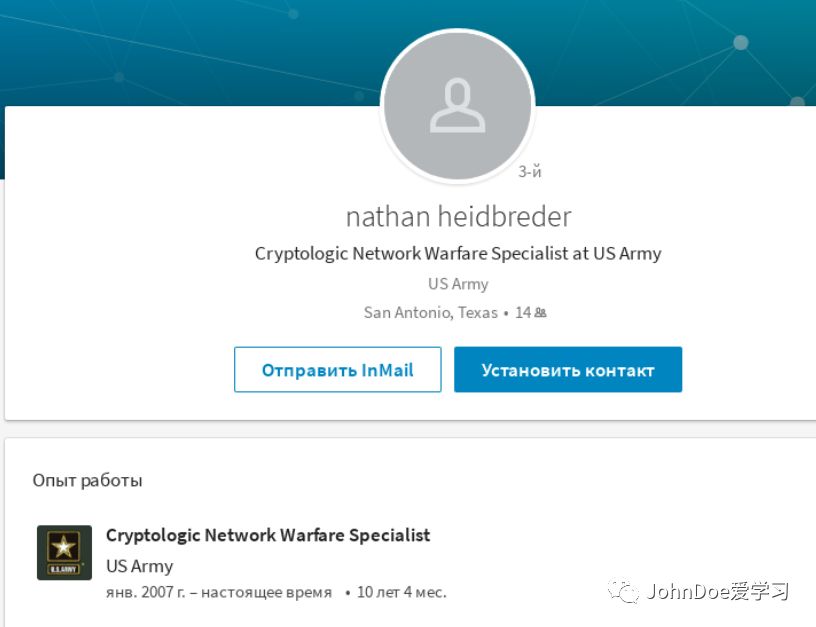 3-й
nathan heidbreder
Cryptologic Network Warfare Specialist at US Army
US Army
San Antonio, Texas • 14
Отправить InMail
Установить контакт
Опыт работы
Cryptologic Network Warfare Specialist
US Army
янв. 2007 г. – настоящее время • 10 лет 4 мес.
U.S.ARMY
JohnDoe爱学习